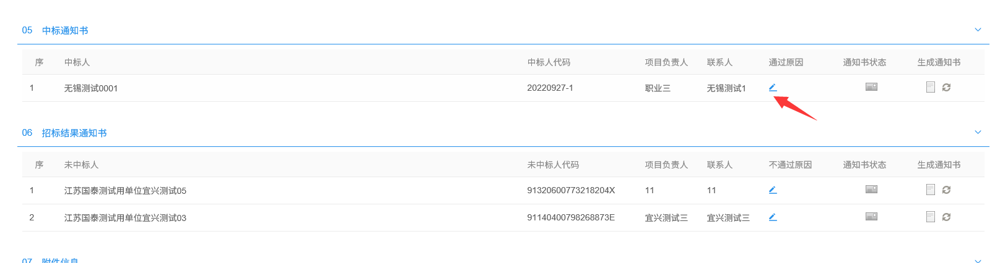 05 中标通知书
序 中标人 中标人代码 项目负责人 联系人 通过原因 通知书状态 生成通知书
1 无锡测试0001 20220927-1 职业三 无锡测试1
06 招标结果通知书
序 未中标人 未中标人代码 项目负责人 联系人 不通过原因 通知书状态 生成通知书
1 江苏国泰测试用单位宜兴测试05 91320600773218204X 11 11
2 江苏国泰测试用单位宜兴测试03 91140400798268873E 宜兴测试三 宜兴测试三
07 附件信息